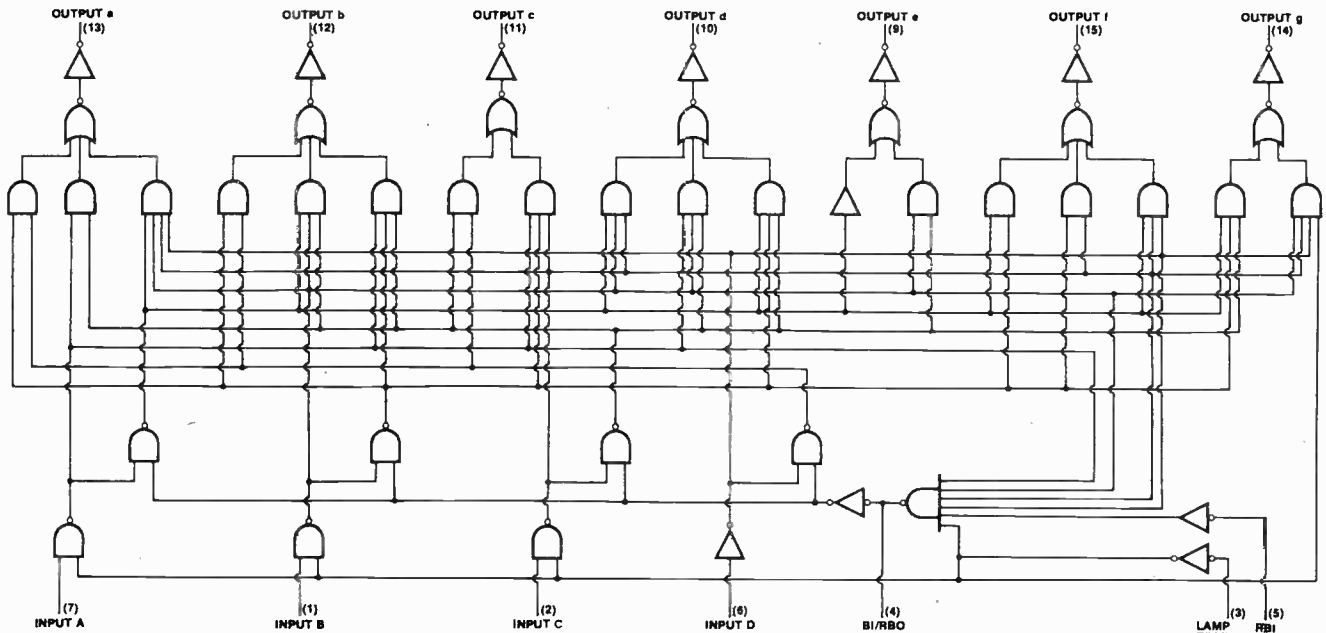 OUTPUT a OUTPUT b OUTPUT c OUTPUT d OUTPUT e OUTPUT f OUTPUT g
(13) (12) (11) (10) (9) (15) (14)
(7) (1) (2) (6) (4) (3) (5)
INPUT A INPUT B INPUT C INPUT D BI/RBO LAMP RBI